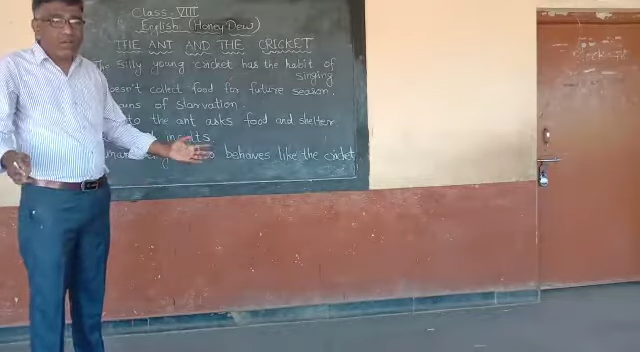 Class - VIII
English (Honey Dew)
THE ANT AND THE CRICKET
The silly young cricket has the habit of
singing
doesn't collect food for future season.
of starvation.
to the ant asks food and shelter
behaves like the cricket